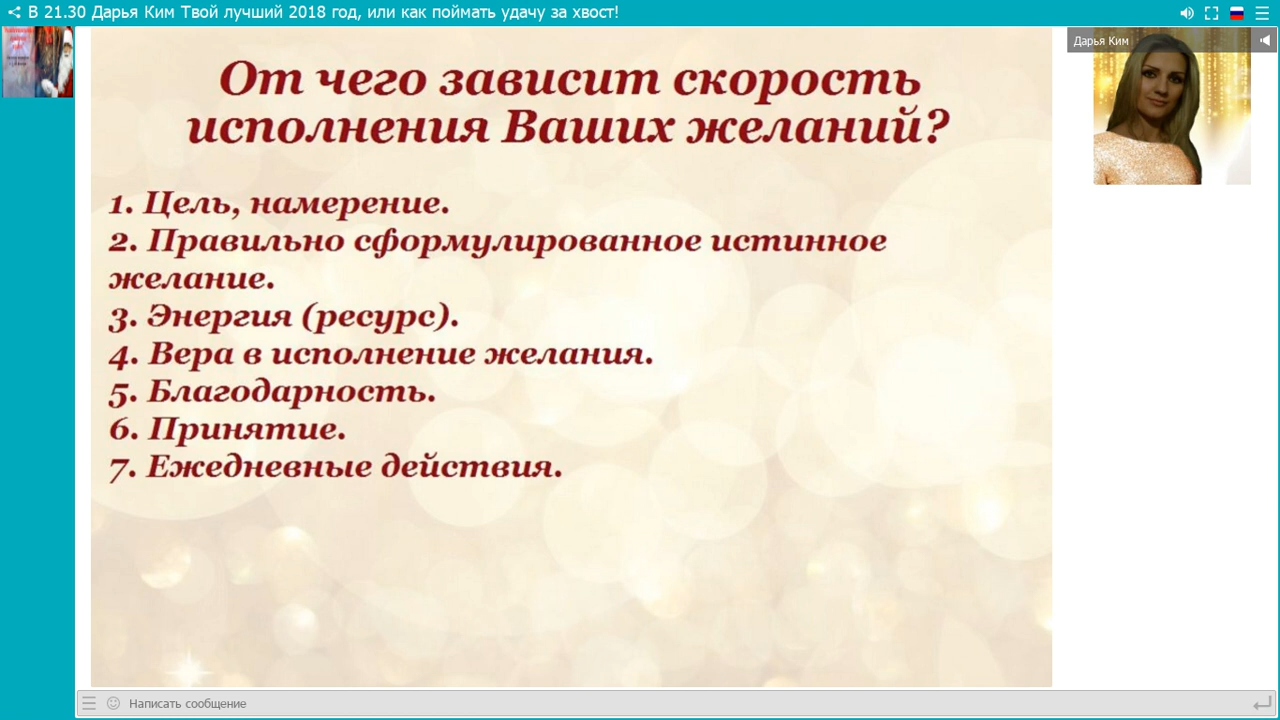 В 21.30 Дарья Ким Твой лучший 2018 год, или как поймать удачу за хвост!
Дарья Ким
От чего зависит скорость
исполнения Ваших желаний?
1. Цель, намерение.
2. Правильно сформулированное истинное
желание.
3. Энергия (ресурс).
4. Вера в исполнение желания.
5. Благодарность.
6. Принятие.
7. Ежедневные действия.
Написать сообщение